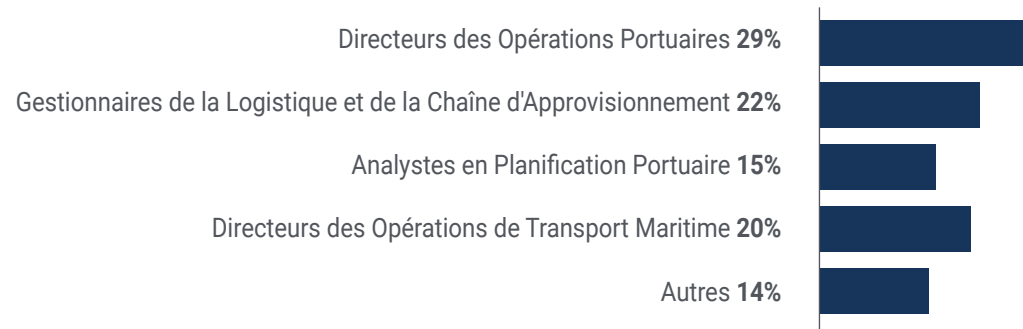 Directeurs des Opérations Portuaires 29%
Gestionnaires de la Logistique et de la Chaîne d'Approvisionnement 22%
Analystes en Planification Portuaire 15%
Directeurs des Opérations de Transport Maritime 20%
Autres 14%